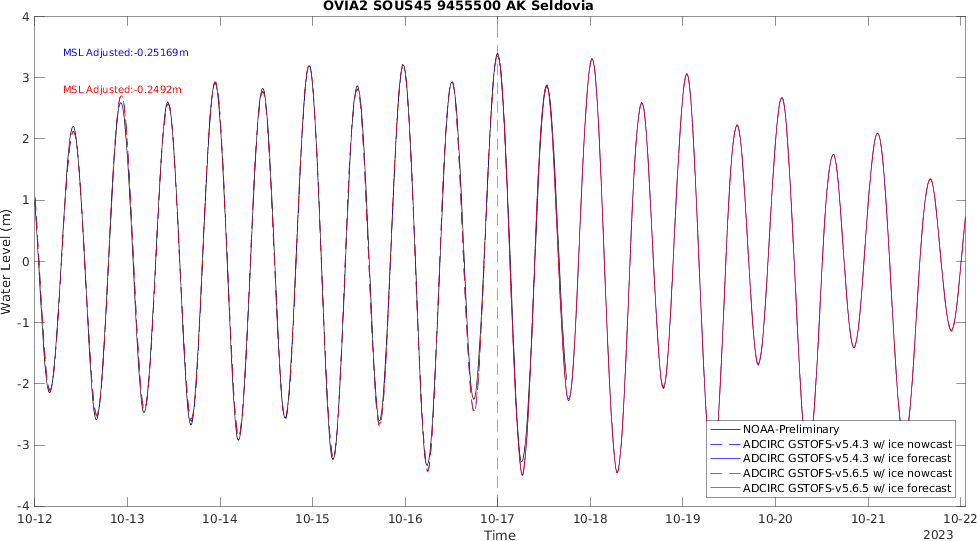 OVIA2 SOUS45 9455500 AK Seldovia
4
3
2
1
0
-1
-2
-3
-4
Water Level (m)
MSL Adjusted:-0.25169m
MSL Adjusted:-0.2492m
NOAA-Preliminary
ADCIRC GSTOFS-v5.4.3 w/ ice nowcast
ADCIRC GSTOFS-v5.4.3 w/ ice forecast
ADCIRC GSTOFS-v5.6.5 w/ ice nowcast
ADCIRC GSTOFS-v5.6.5 w/ ice forecast
10-12 10-13 10-14 10-15 10-16 10-17 10-18 10-19 10-20 10-21 10-22
Time 2023